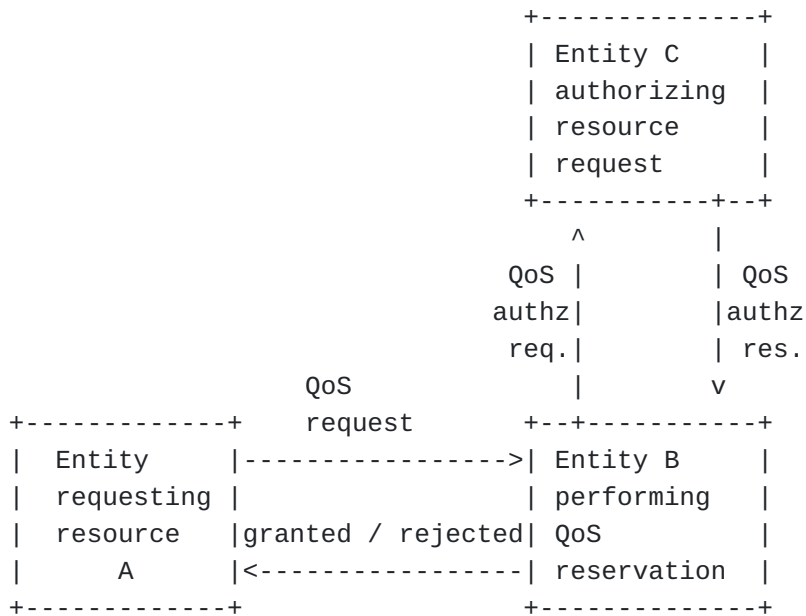 Entity C
authorizing
resource
request
QoS QoS
authz authz
req. res.
QoS
request
Entity Entity B
requesting performing
resource granted / rejected QoS
A reservation